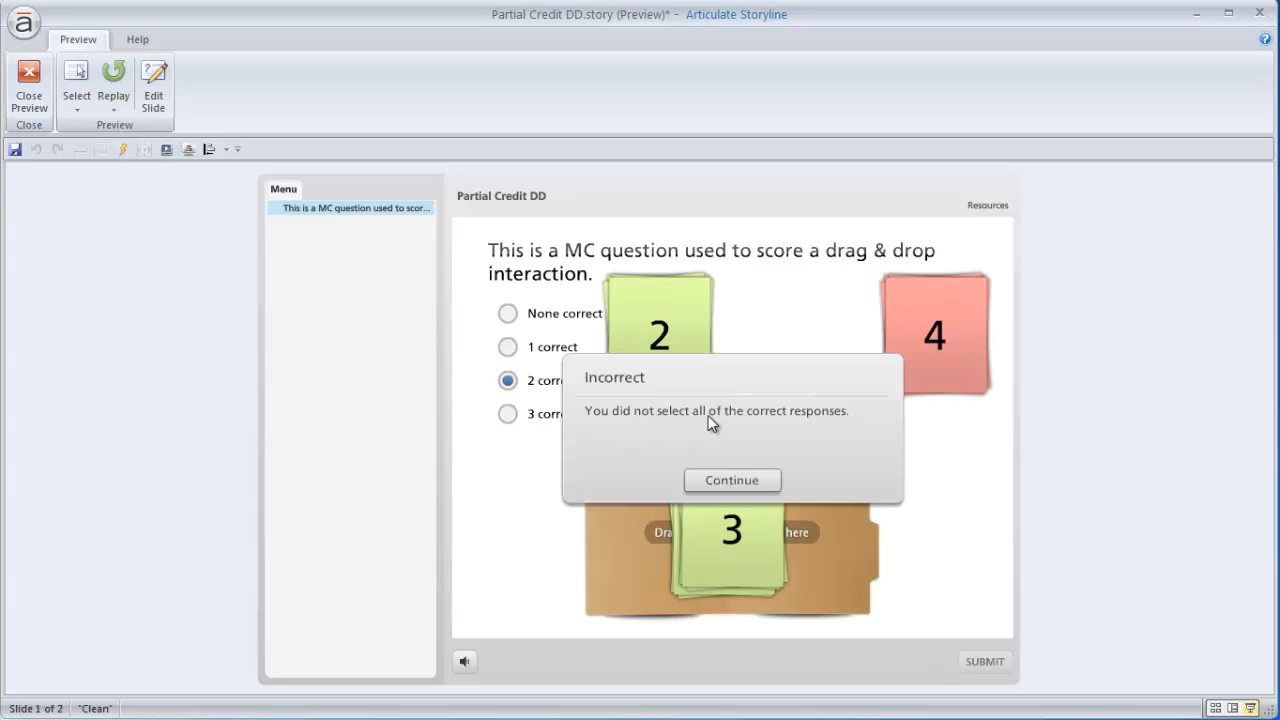 Partial Credit DD.story (Preview)* - Articulate Storyline
Preview Help
Close Preview
Select
Replay
Edit Slide
Close
Preview
Menu
This is a MC question used to scor...
Partial Credit DD
Resources
This is a MC question used to score a drag & drop
interaction.
None correct
1 correct
2 corr
3 corr
2
4
Incorrect
You did not select all of the correct responses.
Continue
Dra
3
here
SUBMIT
Slide 1 of 2 "Clean"